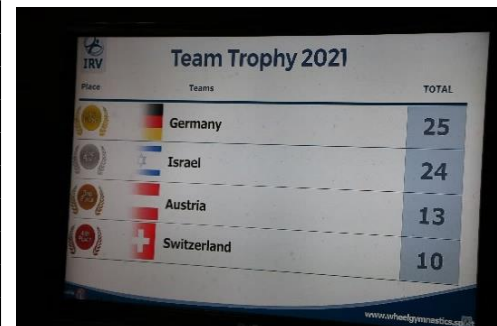 IRV
Team Trophy 2021
Place Teams TOTAL
Germany 25
Israel 24
Austria 13
Switzerland 10